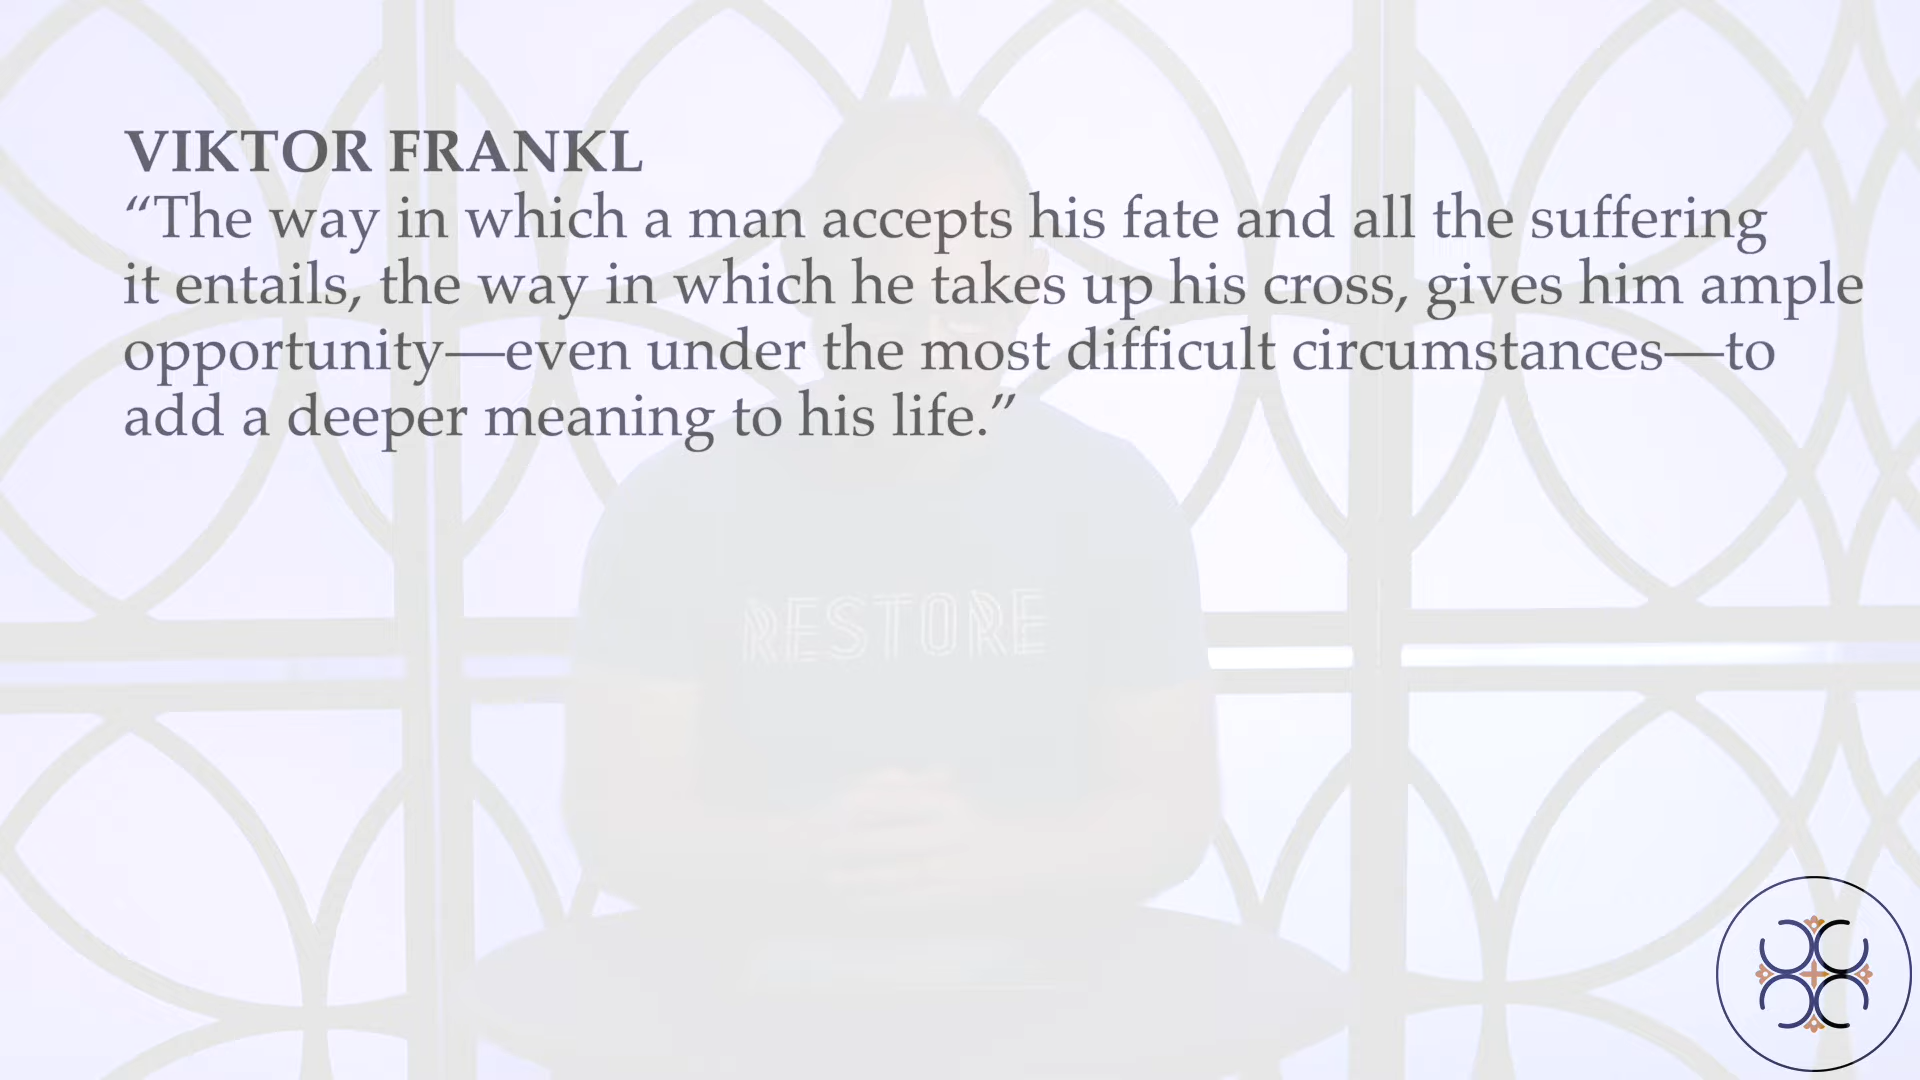 VIKTOR FRANKL
“The way in which a man accepts his fate and all the suffering
it entails, the way in which he takes up his cross, gives him ample
opportunity—even under the most difficult circumstances—to
add a deeper meaning to his life.”
RESTORE